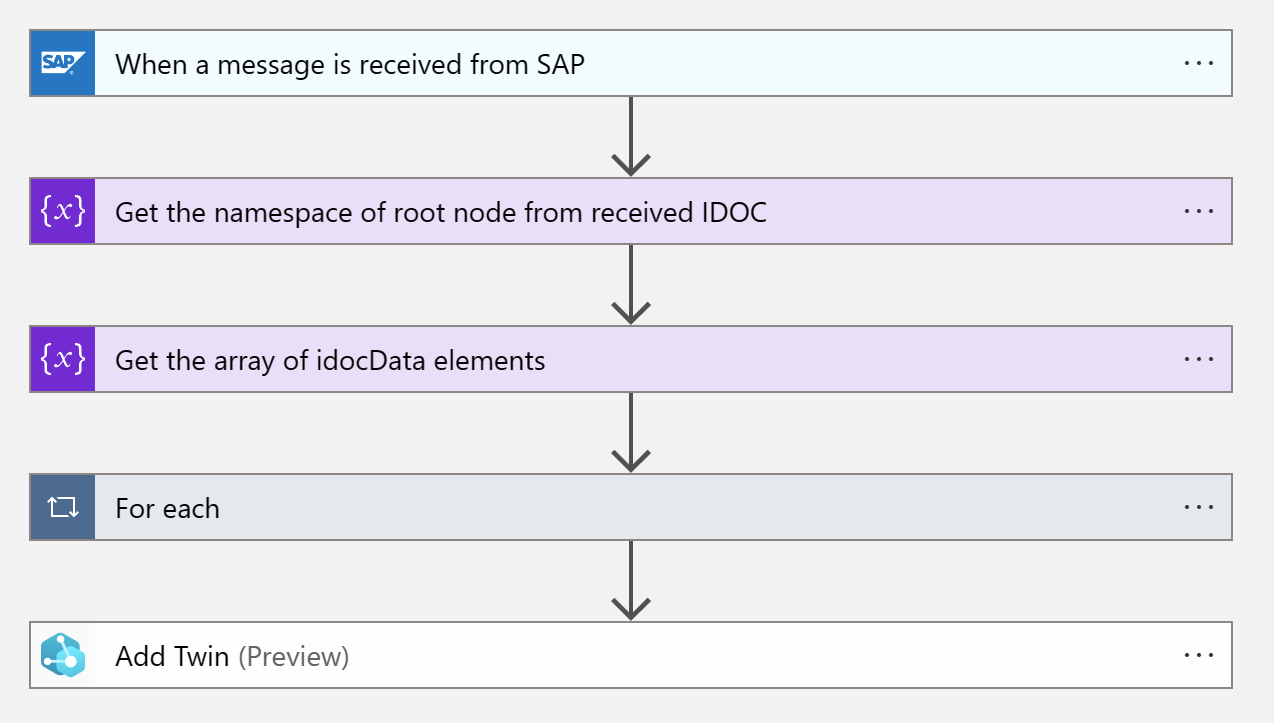 SAP When a message is received from SAP ...
{x} Get the namespace of root node from received IDOC ...
{x} Get the array of idocData elements ...
For each ...
Add Twin (Preview) ...